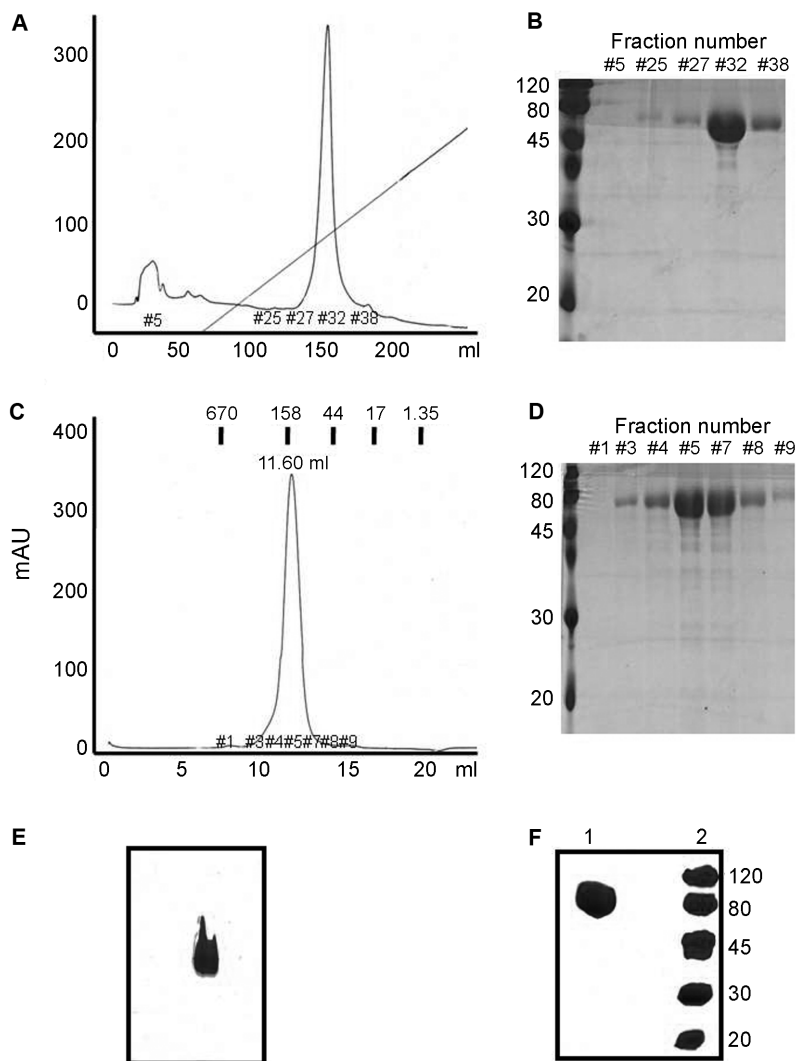 A
300
200
100
0
#5
#25 #27 #32 #38
0 50 100 150 200 ml
B
Fraction number
#5 #25 #27 #32 #38
120
80
45
30
20
C
670 158 44 17 1.35
400
11.60 ml
300
mAU
200
100
0
#1 #3 #4 #5 #7 #8 #9
0 5 10 15 20 ml
D
Fraction number
#1 #3 #4 #5 #7 #8 #9
120
80
45
30
20
E
F
1 2
120
80
45
30
20